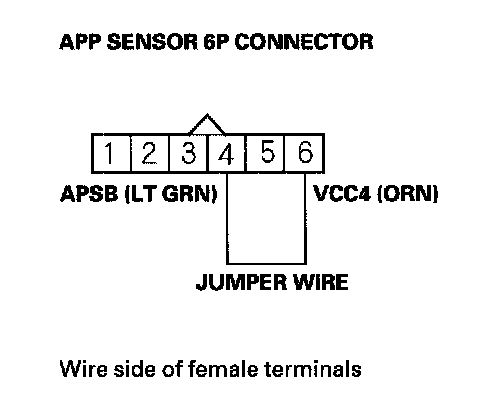 APP SENSOR 6P CONNECTOR
1 2 3 4 5 6
APSB (LT GRN) VCC4 (ORN)
JUMPER WIRE
Wire side of female terminals